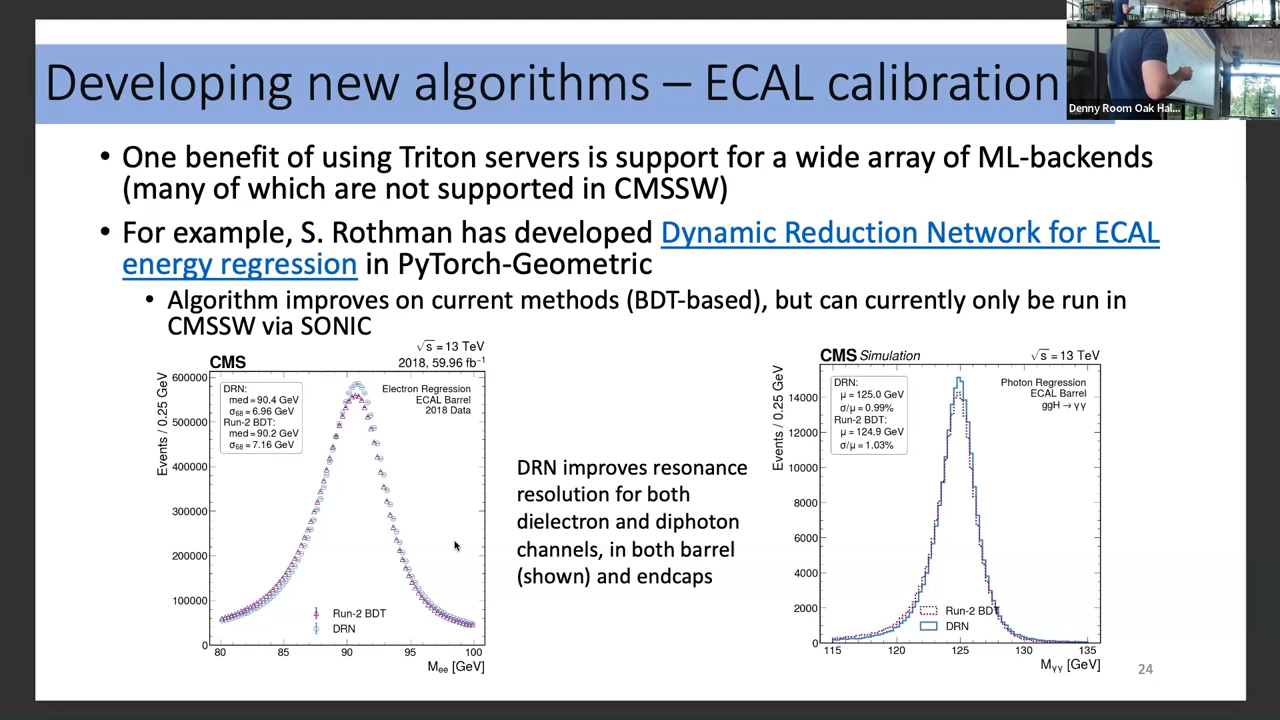 Developing new algorithms – ECAL calibration
Denny Room Oak Hal...
• One benefit of using Triton servers is support for a wide array of ML-backends
(many of which are not supported in CMSSW)
• For example, S. Rothman has developed Dynamic Reduction Network for ECAL
energy regression in PyTorch-Geometric
• Algorithm improves on current methods (BDT-based), but can currently only be run in
CMSSW via SONIC
CMS
√s = 13 TeV
2018, 59.96 fb⁻¹
Events / 0.25 GeV
600000
500000
400000
300000
200000
100000
0
DRN:
med = 90.4 GeV
σ₆₈ = 6.96 GeV
Run-2 BDT:
med = 90.2 GeV
σ₆₈ = 7.16 GeV
Electron Regression
ECAL Barrel
2018 Data
Run-2 BDT
DRN
80 85 90 95 100
Mₑₑ [GeV]
DRN improves resonance
resolution for both
dielectron and diphoton
channels, in both barrel
(shown) and endcaps
CMS Simulation
√s = 13 TeV
Events / 0.25 GeV
14000
12000
10000
8000
6000
4000
2000
0
DRN:
μ = 125.0 GeV
σ/μ = 0.99%
Run-2 BDT:
μ = 124.9 GeV
σ/μ = 1.03%
Photon Regression
ECAL Barrel
ggH → γγ
Run-2 BDT
DRN
115 120 125 130 135
Mᵧᵧ [GeV]
24